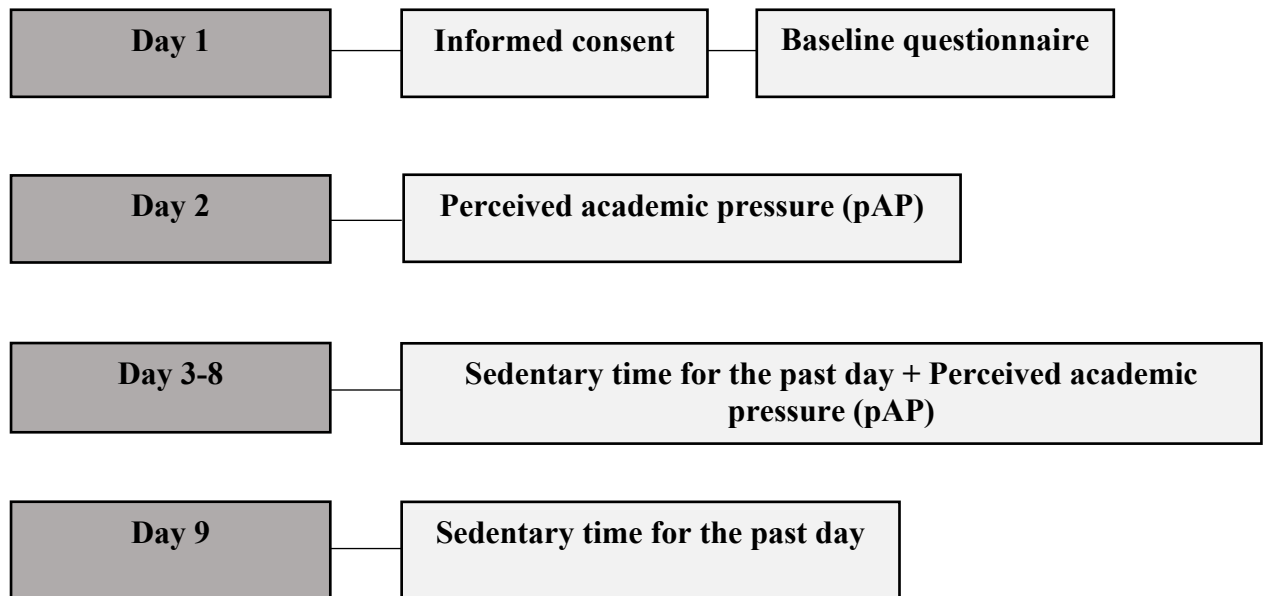 Day 1
Informed consent
Baseline questionnaire
Day 2
Perceived academic pressure (pAP)
Day 3-8
Sedentary time for the past day + Perceived academic
pressure (pAP)
Day 9
Sedentary time for the past day